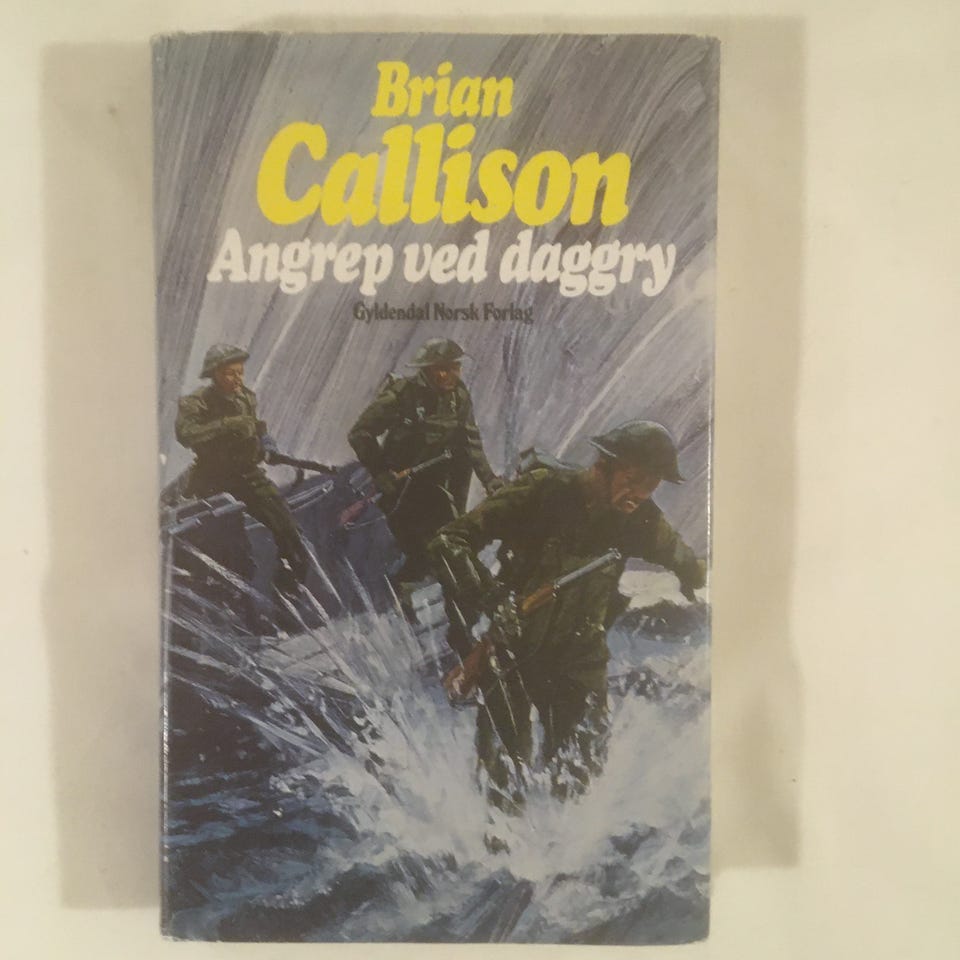 Brian
Callison
Angrep ved daggry
Gyldendal Norsk Forlag